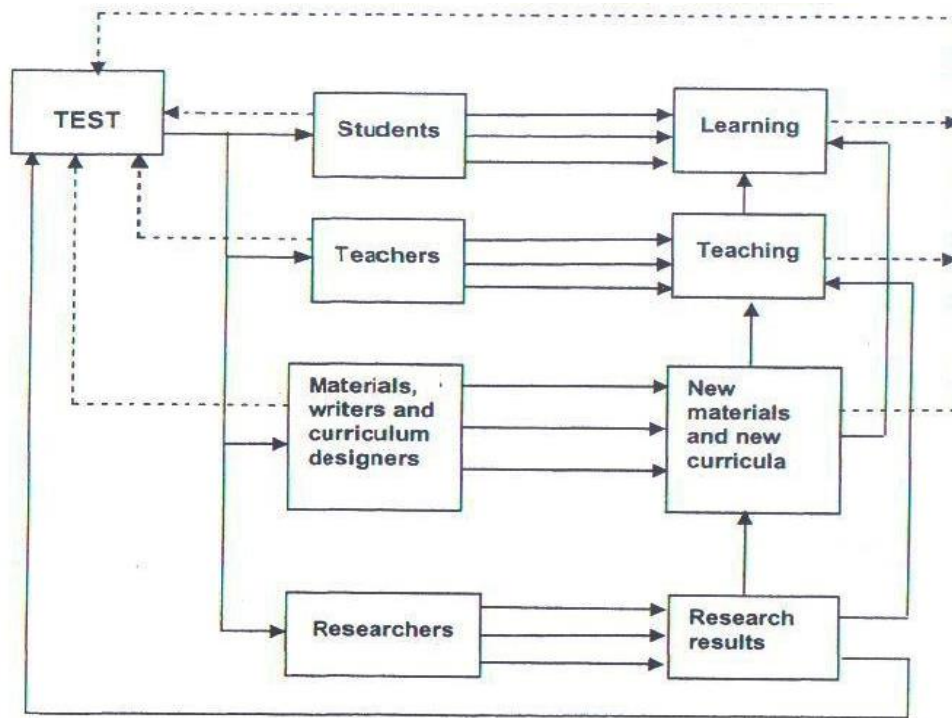 TEST
Students
Learning
Teachers
Teaching
Materials,
writers and
curriculum
designers
New
materials
and new
curricula
Researchers
Research
results